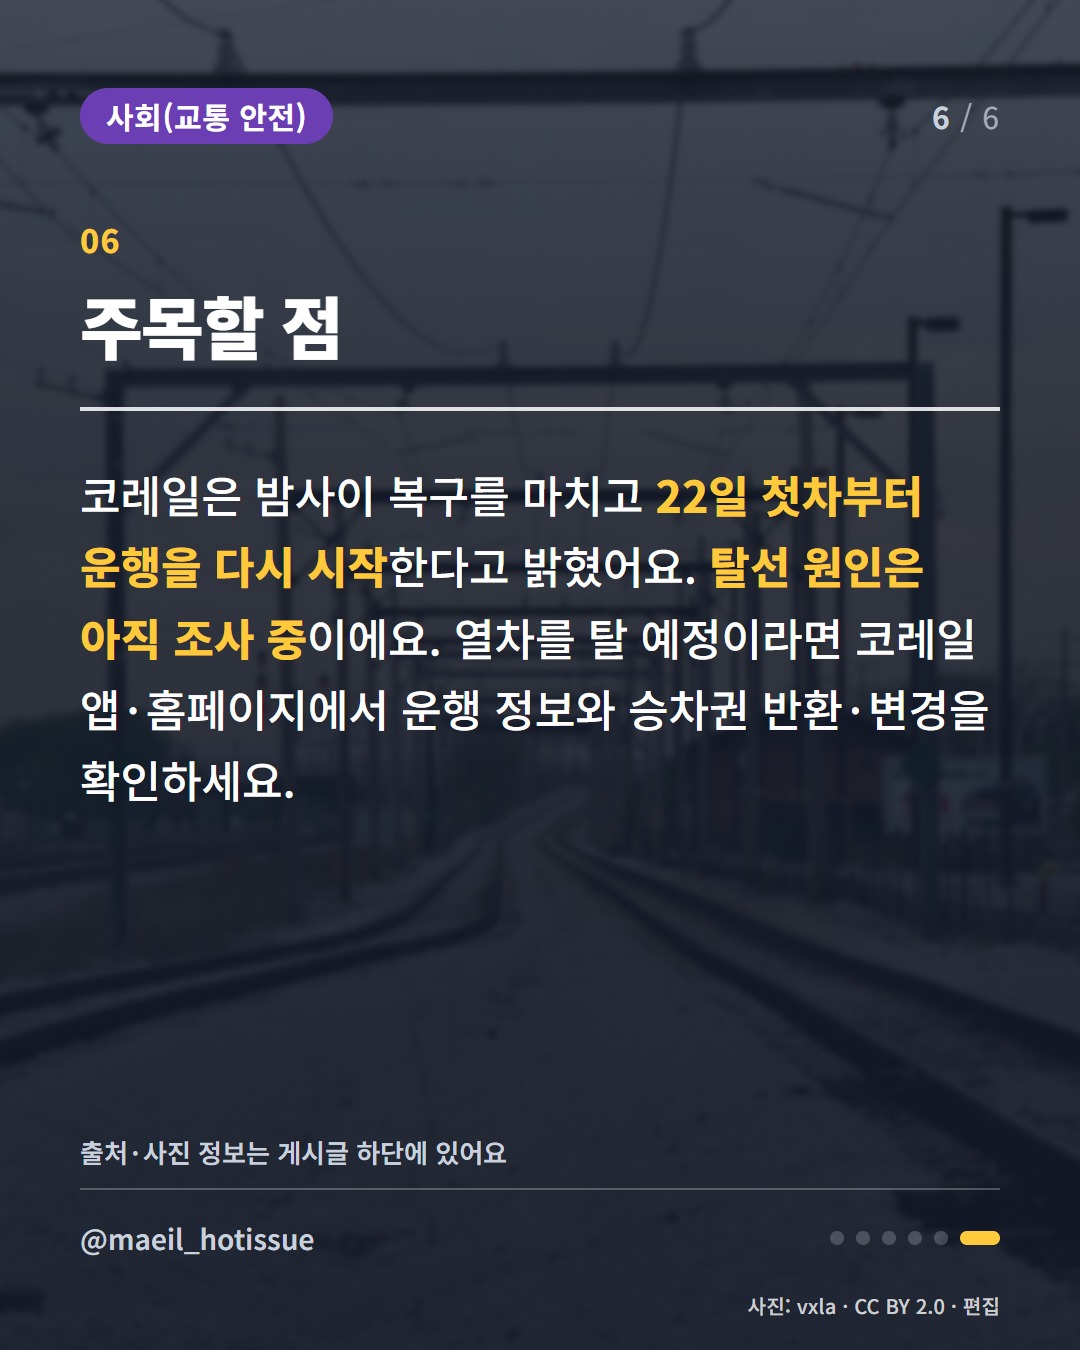 사회(교통 안전)
6 / 6
06
주목할 점
코레일은 밤사이 복구를 마치고 22일 첫차부터
운행을 다시 시작한다고 밝혔어요. 탈선 원인은
아직 조사 중이에요. 열차를 탈 예정이라면 코레일
앱·홈페이지에서 운행 정보와 승차권 반환·변경을
확인하세요.
출처·사진 정보는 게시글 하단에 있어요
@maeil_hotissue
사진: vxla · CC BY 2.0 · 편집